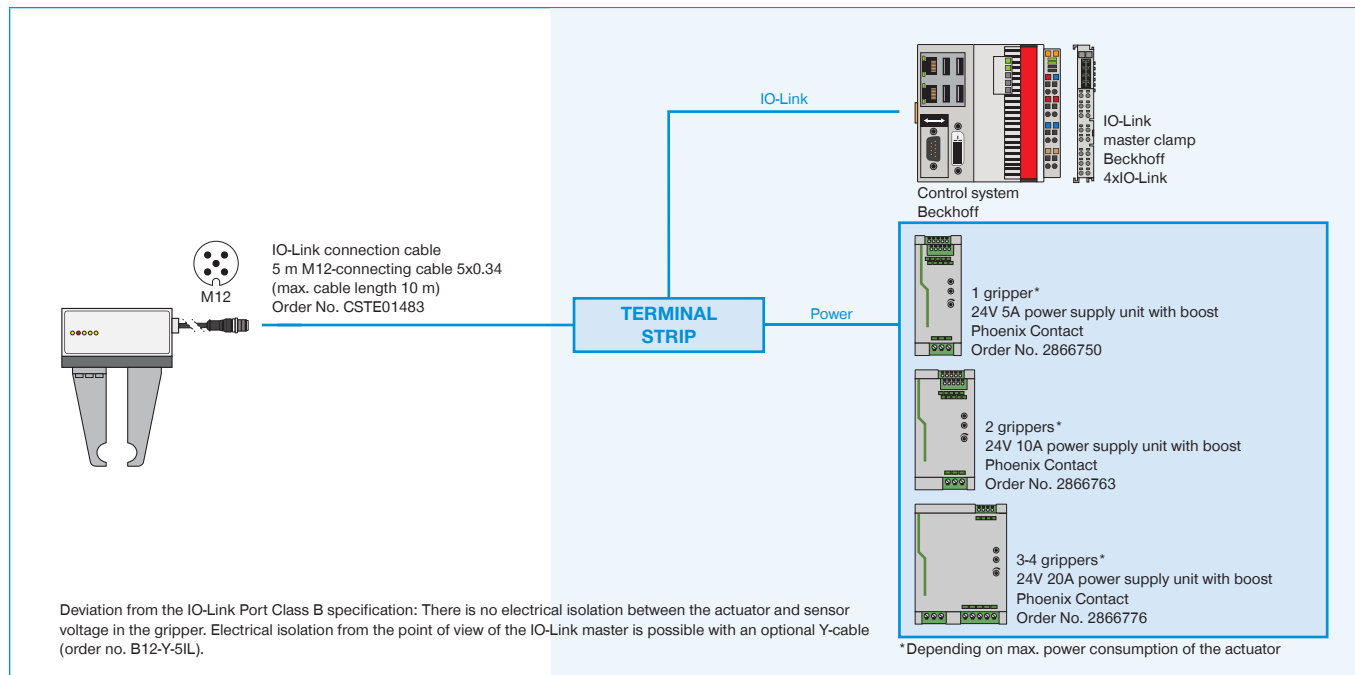 IO-Link
IO-Link
master clamp
Beckhoff
4xIO-Link
Control system
Beckhoff
IO-Link connection cable
5 m M12-connecting cable 5x0.34
(max. cable length 10 m)
Order No. CSTE01483
M12
TERMINAL
STRIP
Power
1 gripper*
24V 5A power supply unit with boost
Phoenix Contact
Order No. 2866750
2 grippers*
24V 10A power supply unit with boost
Phoenix Contact
Order No. 2866763
3-4 grippers*
24V 20A power supply unit with boost
Phoenix Contact
Order No. 2866776
*Depending on max. power consumption of the actuator
Deviation from the IO-Link Port Class B specification: There is no electrical isolation between the actuator and sensor
voltage in the gripper. Electrical isolation from the point of view of the IO-Link master is possible with an optional Y-cable
(order no. B12-Y-5IL).